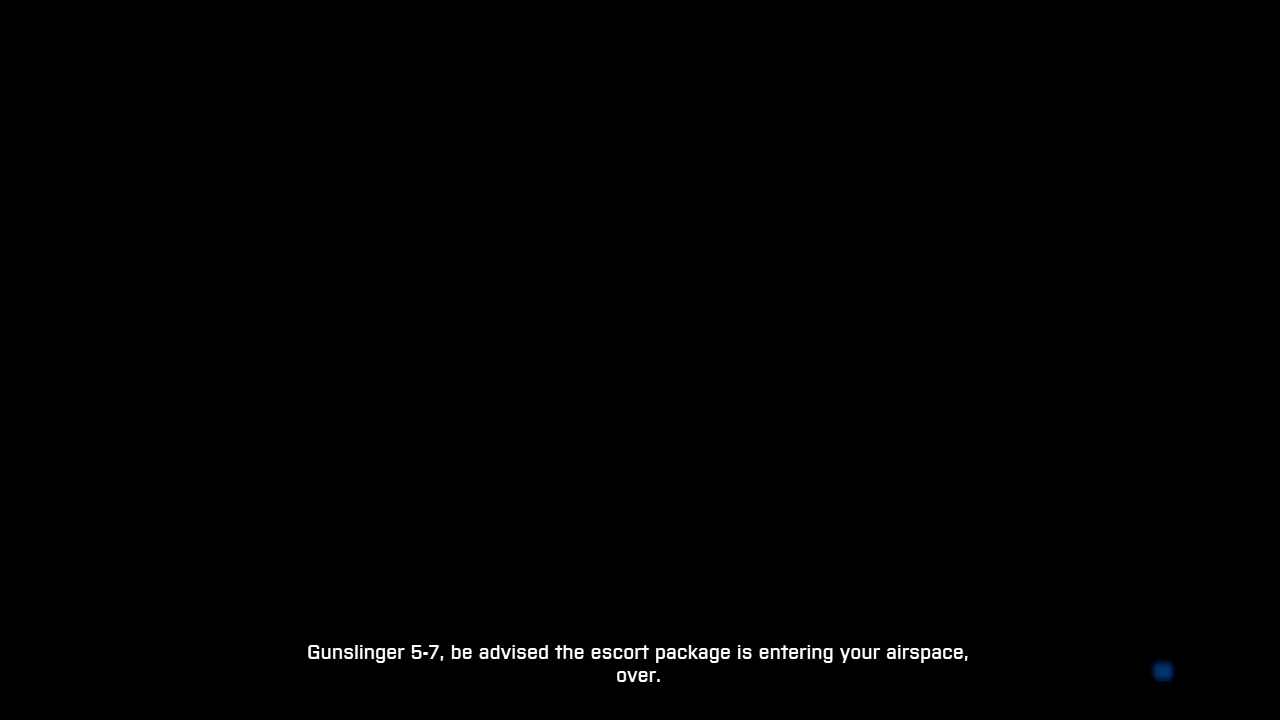 Gunslinger 5-7, be advised the escort package is entering your airspace,
over.